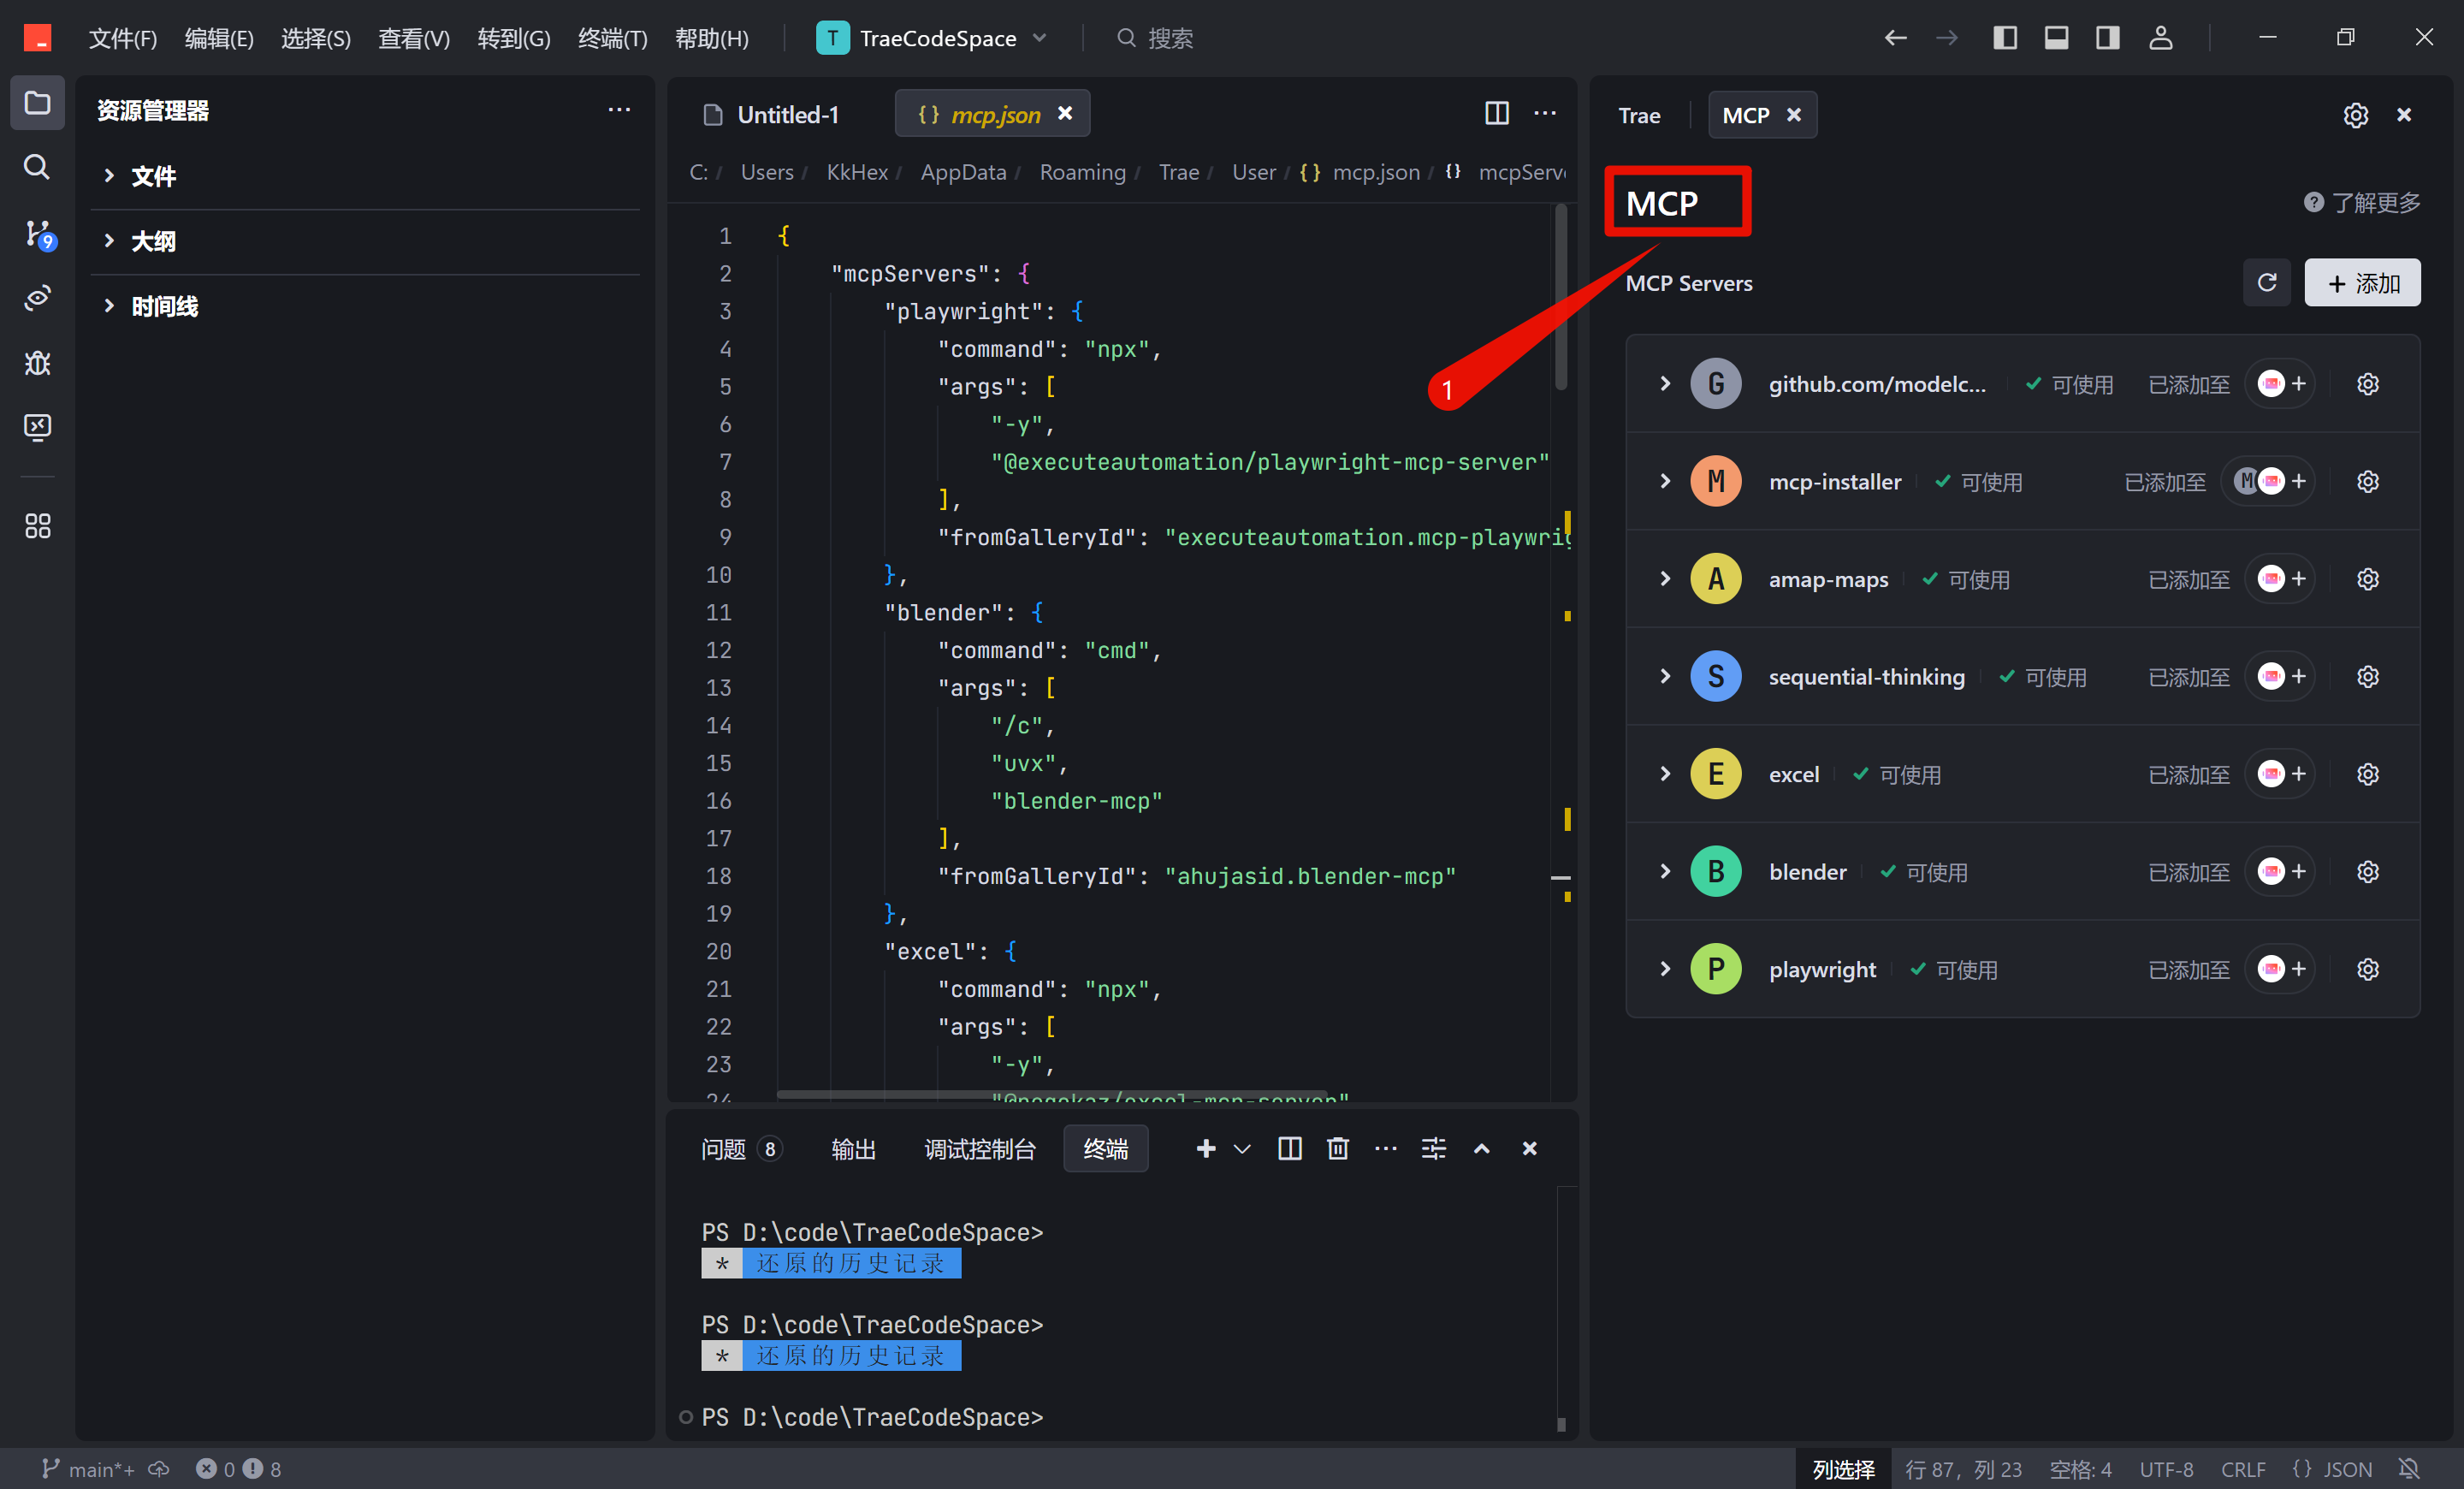 文件(F) 编辑(E) 选择(S) 查看(V) 转到(G) 终端(T) 帮助(H) T TraeCodeSpace 搜索
资源管理器
文件
大纲
时间线
9
Untitled-1 {} mcp.json
C: / Users / KkHex / AppData / Roaming / Trae / User / {} mcp.json / {} mcpServ
1 {
2 "mcpServers": {
3 "playwright": {
4 "command": "npx",
5 "args": [
6 "-y",
7 "@executeautomation/playwright-mcp-server"
8 ],
9 "fromGalleryId": "executeautomation.mcp-playwrig
10 },
11 "blender": {
12 "command": "cmd",
13 "args": [
14 "/c",
15 "uvx",
16 "blender-mcp"
17 ],
18 "fromGalleryId": "ahujasid.blender-mcp"
19 },
20 "excel": {
21 "command": "npx",
22 "args": [
23 "-y",
24 "@negokaz/excel-mcp-server"
问题 8 输出 调试控制台 终端
PS D:\code\TraeCodeSpace>
* 还原的历史记录
PS D:\code\TraeCodeSpace>
* 还原的历史记录
PS D:\code\TraeCodeSpace>
Trae MCP
MCP
了解更多
1
MCP Servers
添加
G github.com/modelc... 可使用 已添加至
M mcp-installer 可使用 已添加至 M
A amap-maps 可使用 已添加至
S sequential-thinking 可使用 已添加至
E excel 可使用 已添加至
B blender 可使用 已添加至
P playwright 可使用 已添加至
main*+ 0 8 列选择 行 87，列 23 空格: 4 UTF-8 CRLF {} JSON